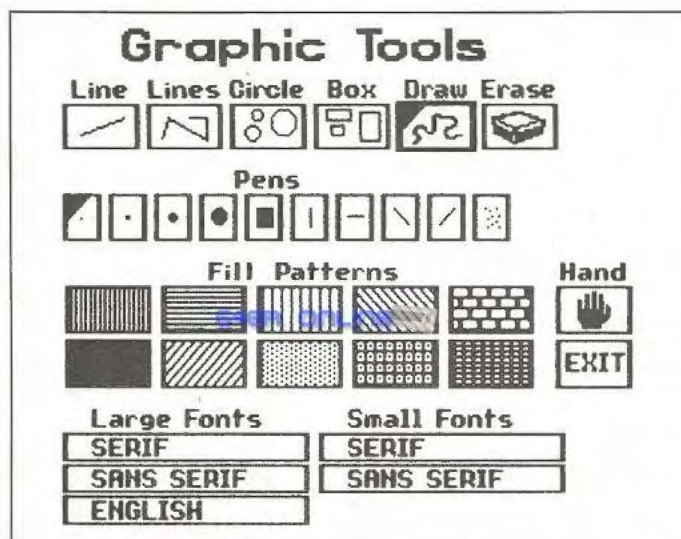 Graphic Tools
Line Lines Circle Box Draw Erase
Pens
Fill Patterns Hand
EXIT
Large Fonts Small Fonts
SERIF SERIF
SANS SERIF SANS SERIF
ENGLISH